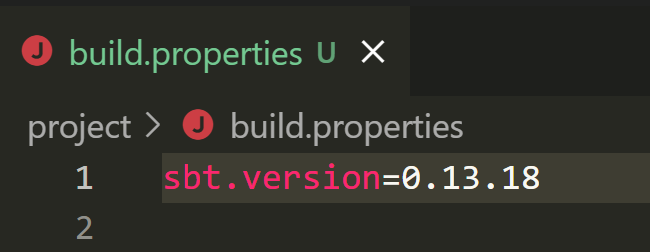 J build.properties U
project > J build.properties
1 sbt.version=0.13.18
2